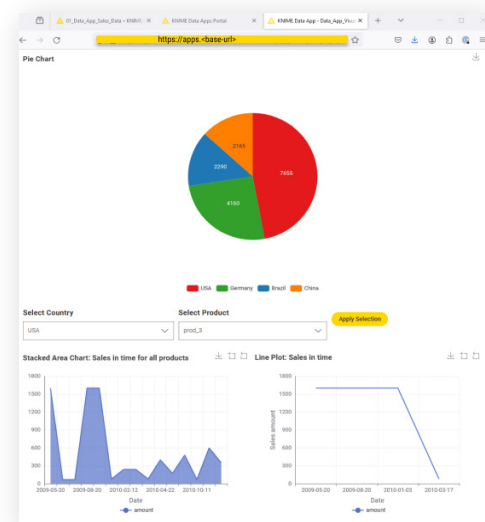 01_Data_App_Sales_Data – KNIM
KNIME Data Apps Portal
KNIME Data App - Data_App_Visu
https://apps.<base-url>
Pie Chart
7655
4160
2290
2165
USA Germany Brazil China
Select Country
Select Product
USA
prod_3
Apply Selection
Stacked Area Chart: Sales in time for all products
Line Plot: Sales in time
1800
1500
1200
900
600
300
0
2009-05-20 2009-08-20 2010-02-12 2010-04-22 2010-10-11
Date
amount
Sales amount
1800
1500
1200
900
600
300
0
2009-05-20 2009-08-20 2010-01-03 2010-03-17
Date
amount